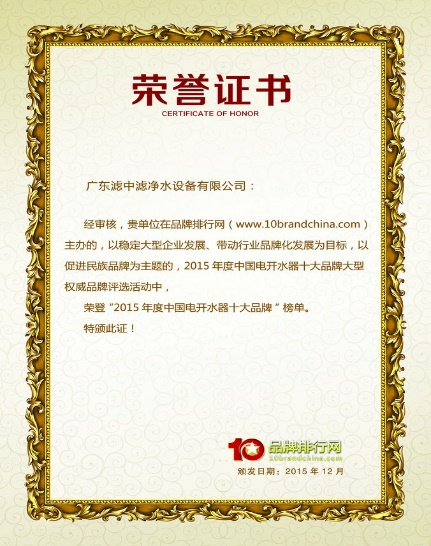 荣誉证书
CERTIFICATE OF HONOR
广东滤中滤净水设备有限公司：
经审核，贵单位在品牌排行网（www.10brandchina.com）
主办的，以稳定大型企业发展、带动行业品牌化发展为目标，以
促进民族品牌为主题的，2015年度中国电开水器十大品牌大型
权威品牌评选活动中，
荣登“2015年度中国电开水器十大品牌”榜单。
特颁此证！
10 品牌排行网
10brandchina.com
颁发日期：2015年12月